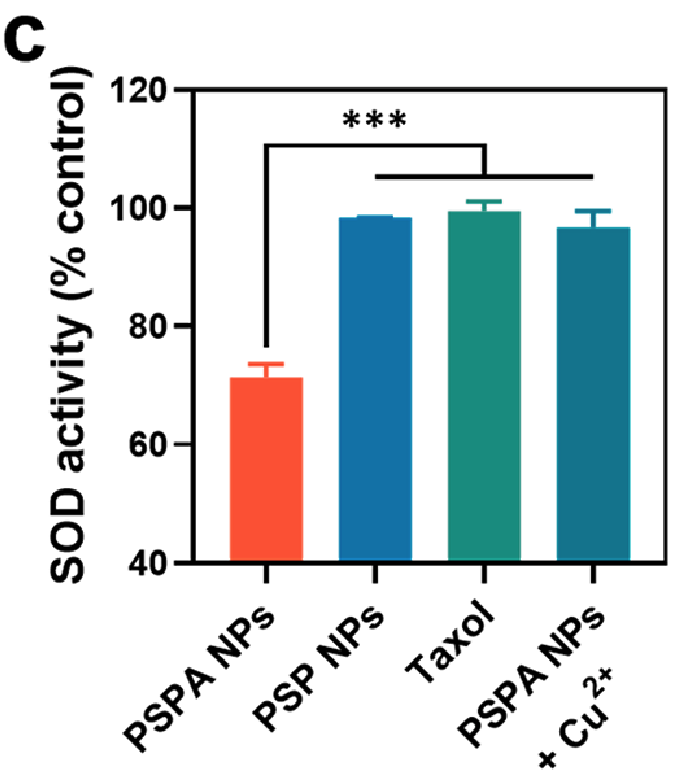 c
SOD activity (% control)
120
100
80
60
40
***
PSPA NPs
PSP NPs
Taxol
PSPA NPs
+ Cu²⁺